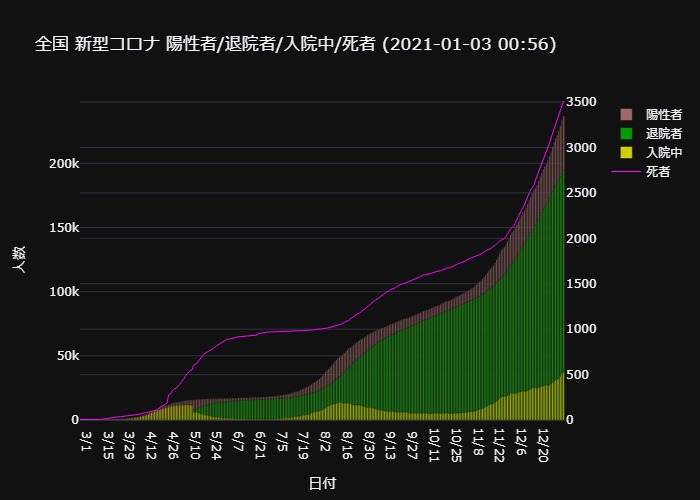 全国 新型コロナ 陽性者/退院者/入院中/死者 (2021-01-03 00:56)
陽性者
退院者
入院中
死者
人数
200k
150k
100k
50k
0
3500
3000
2500
2000
1500
1000
500
0
3/1 3/15 3/29 4/12 4/26 5/10 5/24 6/7 6/21 7/5 7/19 8/2 8/16 8/30 9/13 9/27 10/11 10/25 11/8 11/22 12/6 12/20
日付